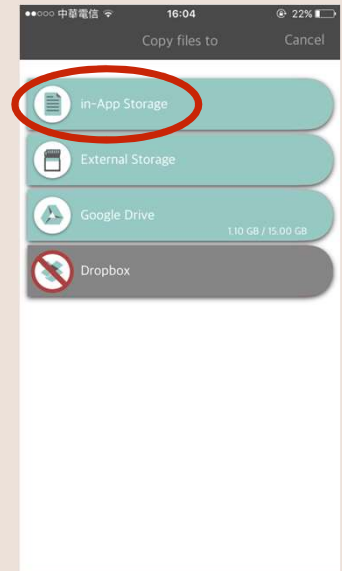 中華電信 16:04 22%
Copy files to Cancel
in-App Storage
External Storage
Google Drive
1.10 GB / 15.00 GB
Dropbox